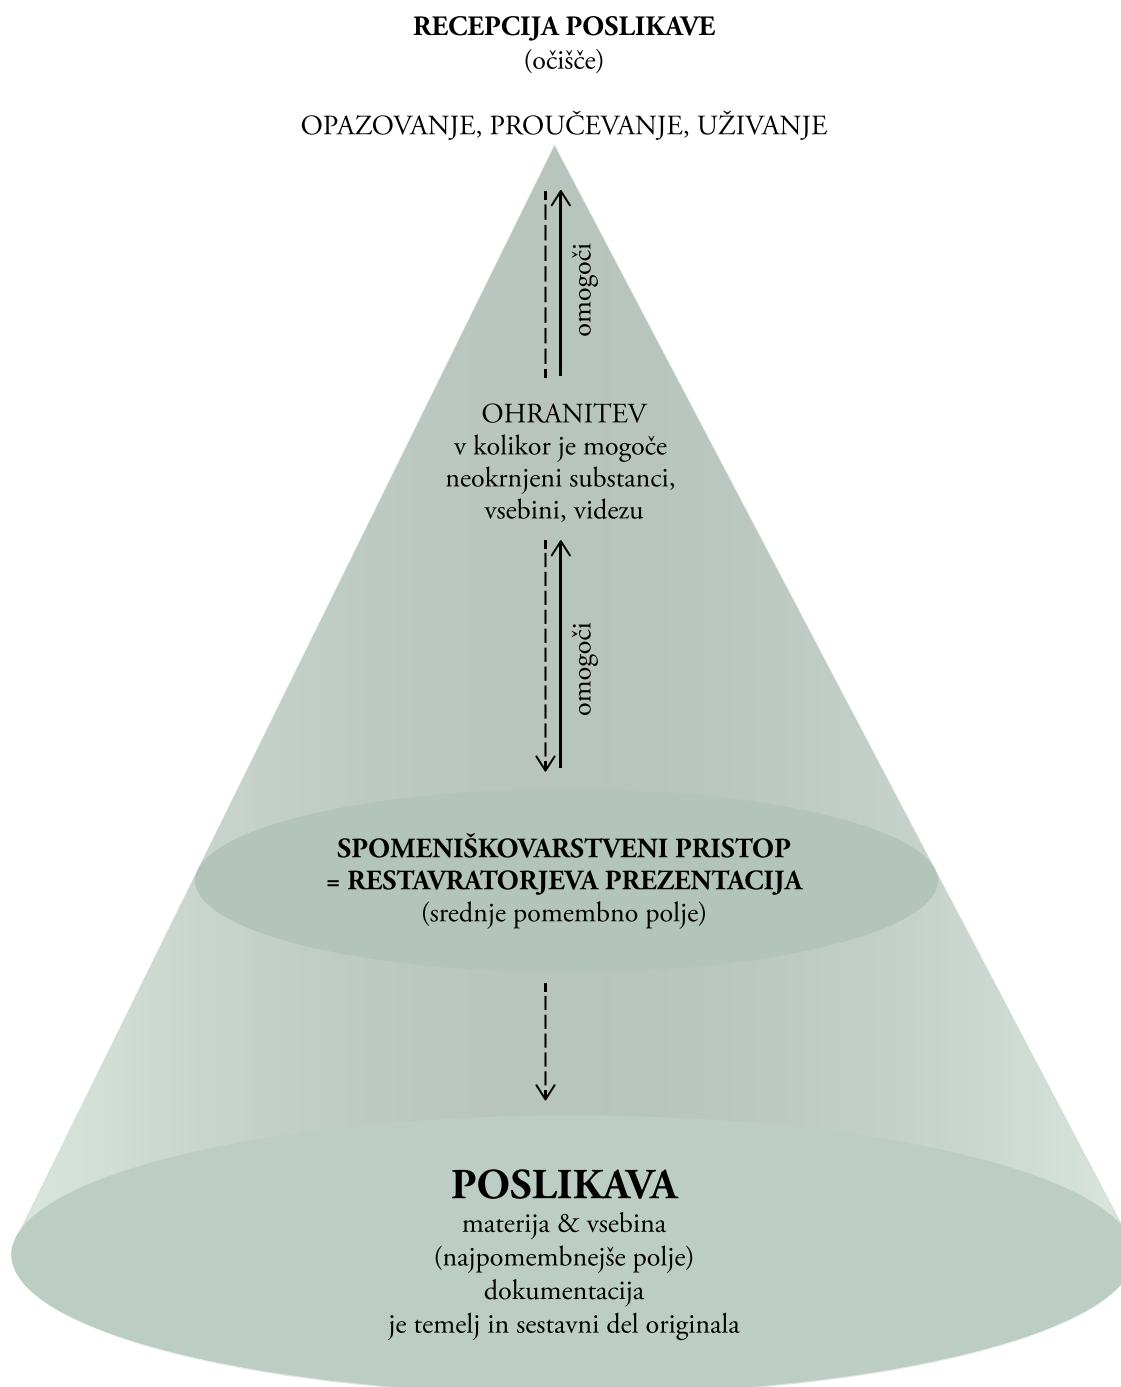 RECEPCIJA POSLIKAVE
(očišče)
OPAZOVANJE, PROUČEVANJE, UŽIVANJE
omogoči
OHRANITEV
v kolikor je mogoče
neokrnjeni substanci,
vsebini, videzu
omogoči
SPOMENIŠKOVARSTVENI PRISTOP
= RESTAVRATORJEVA PREZENTACIJA
(srednje pomembno polje)
POSLIKAVA
materija & vsebina
(najpomembnejše polje)
dokumentacija
je temelj in sestavni del originala